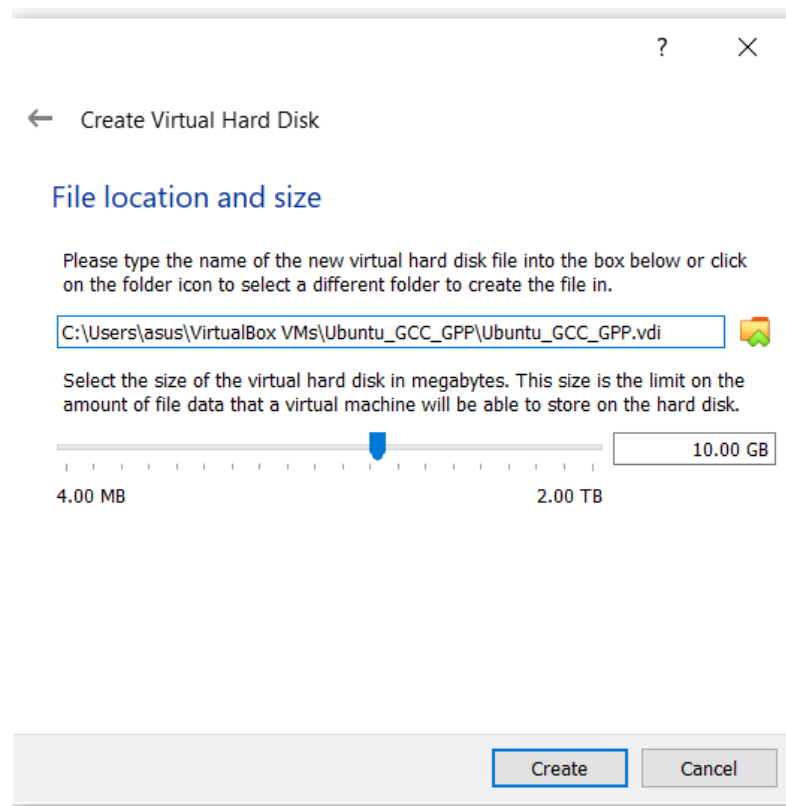 ?
Create Virtual Hard Disk
File location and size
Please type the name of the new virtual hard disk file into the box below or click
on the folder icon to select a different folder to create the file in.
C:\Users\asus\VirtualBox VMs\Ubuntu_GCC_GPP\Ubuntu_GCC_GPP.vdi
Select the size of the virtual hard disk in megabytes. This size is the limit on the
amount of file data that a virtual machine will be able to store on the hard disk.
10.00 GB
4.00 MB 2.00 TB
Create Cancel